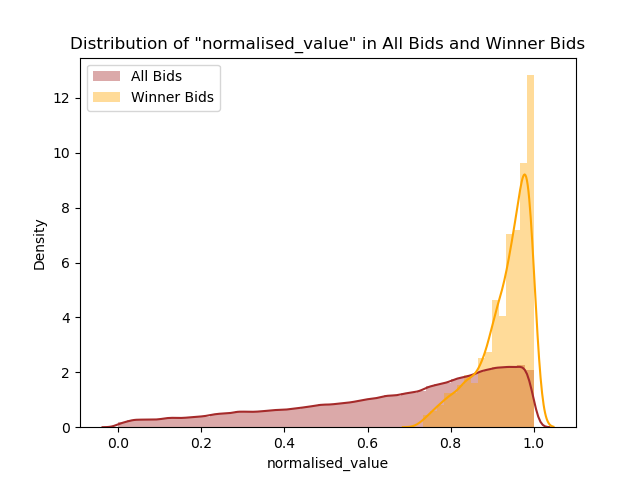 Distribution of "normalised_value" in All Bids and Winner Bids
All Bids
Winner Bids
Density
12
10
8
6
4
2
0
0.0 0.2 0.4 0.6 0.8 1.0
normalised_value